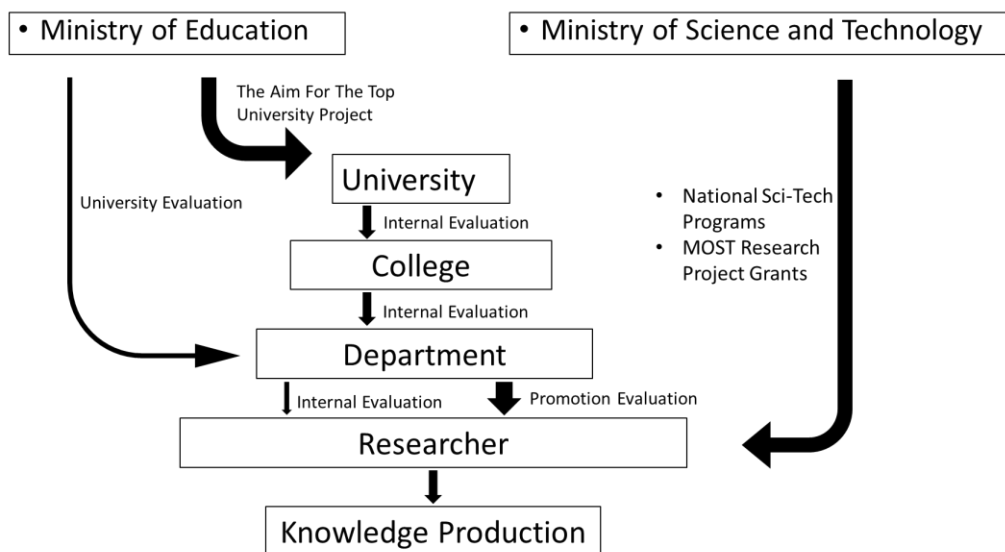 • Ministry of Education
• Ministry of Science and Technology
The Aim For The Top
University Project
University
University Evaluation
• National Sci-Tech
Programs
• MOST Research
Project Grants
Internal Evaluation
College
Internal Evaluation
Department
Internal Evaluation
Promotion Evaluation
Researcher
Knowledge Production